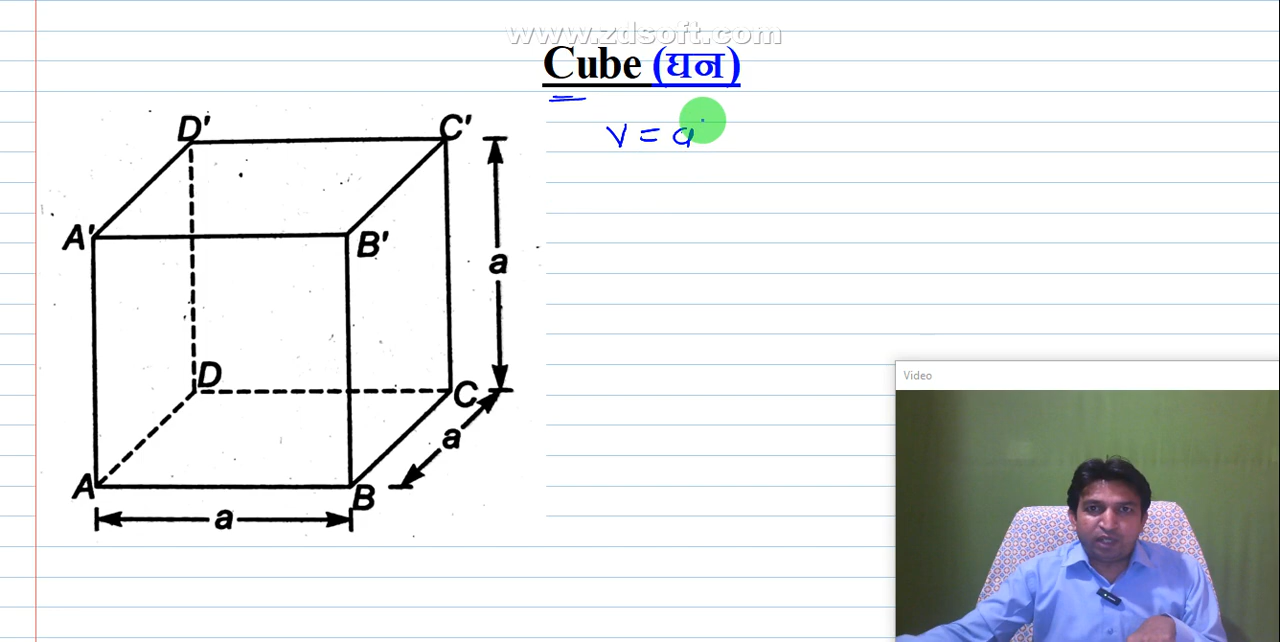 www.zdsoft.com
Cube (घन)
V = a
D'
C'
A'
B'
a
D
C
a
A
B
a
Video